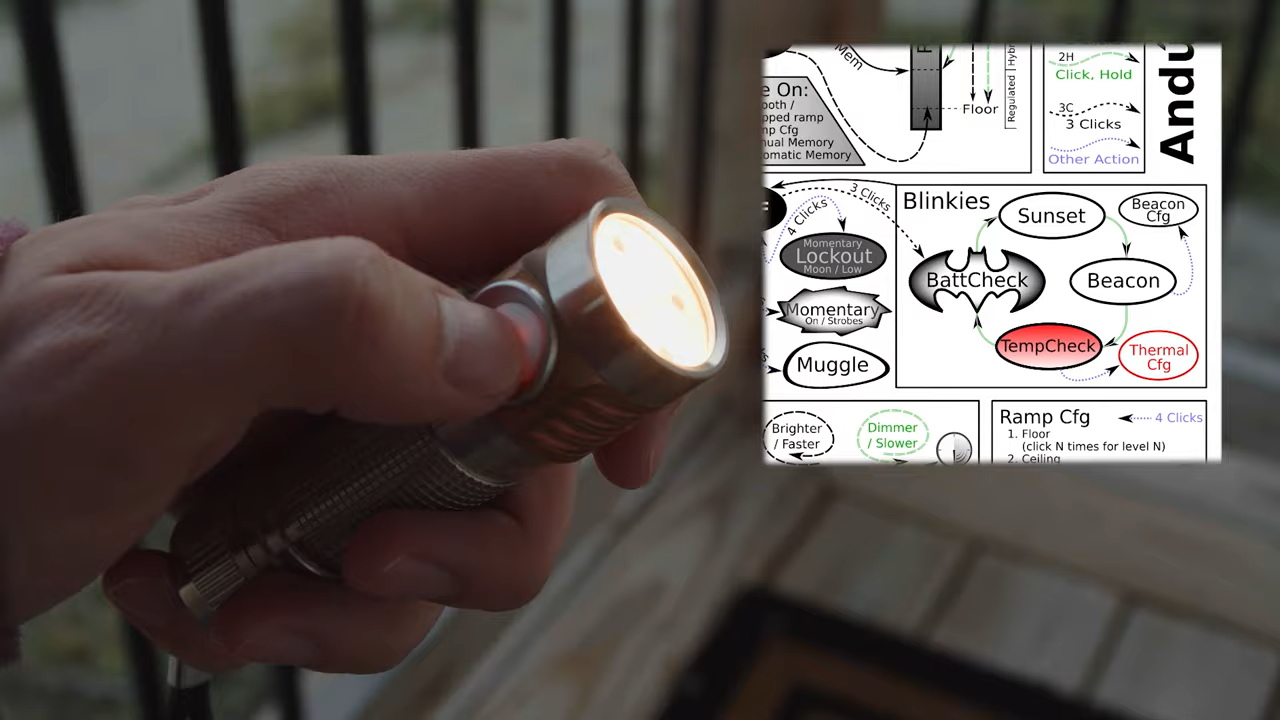 Mem
e On:
ooth /
pped ramp
mp Cfg
nual Memory
omatic Memory
Floor
Regulated
Hybr
2H
Click, Hold
3C
3 Clicks
Other Action
Andú
3 Clicks
4 Clicks
Momentary
Lockout
Moon / Low
Momentary
On / Strobes
Muggle
Blinkies
Sunset
Beacon
Cfg
BattCheck
Beacon
TempCheck
Thermal
Cfg
Brighter
/ Faster
Dimmer
/ Slower
Ramp Cfg
4 Clicks
1. Floor
(click N times for level N)
2. Ceiling